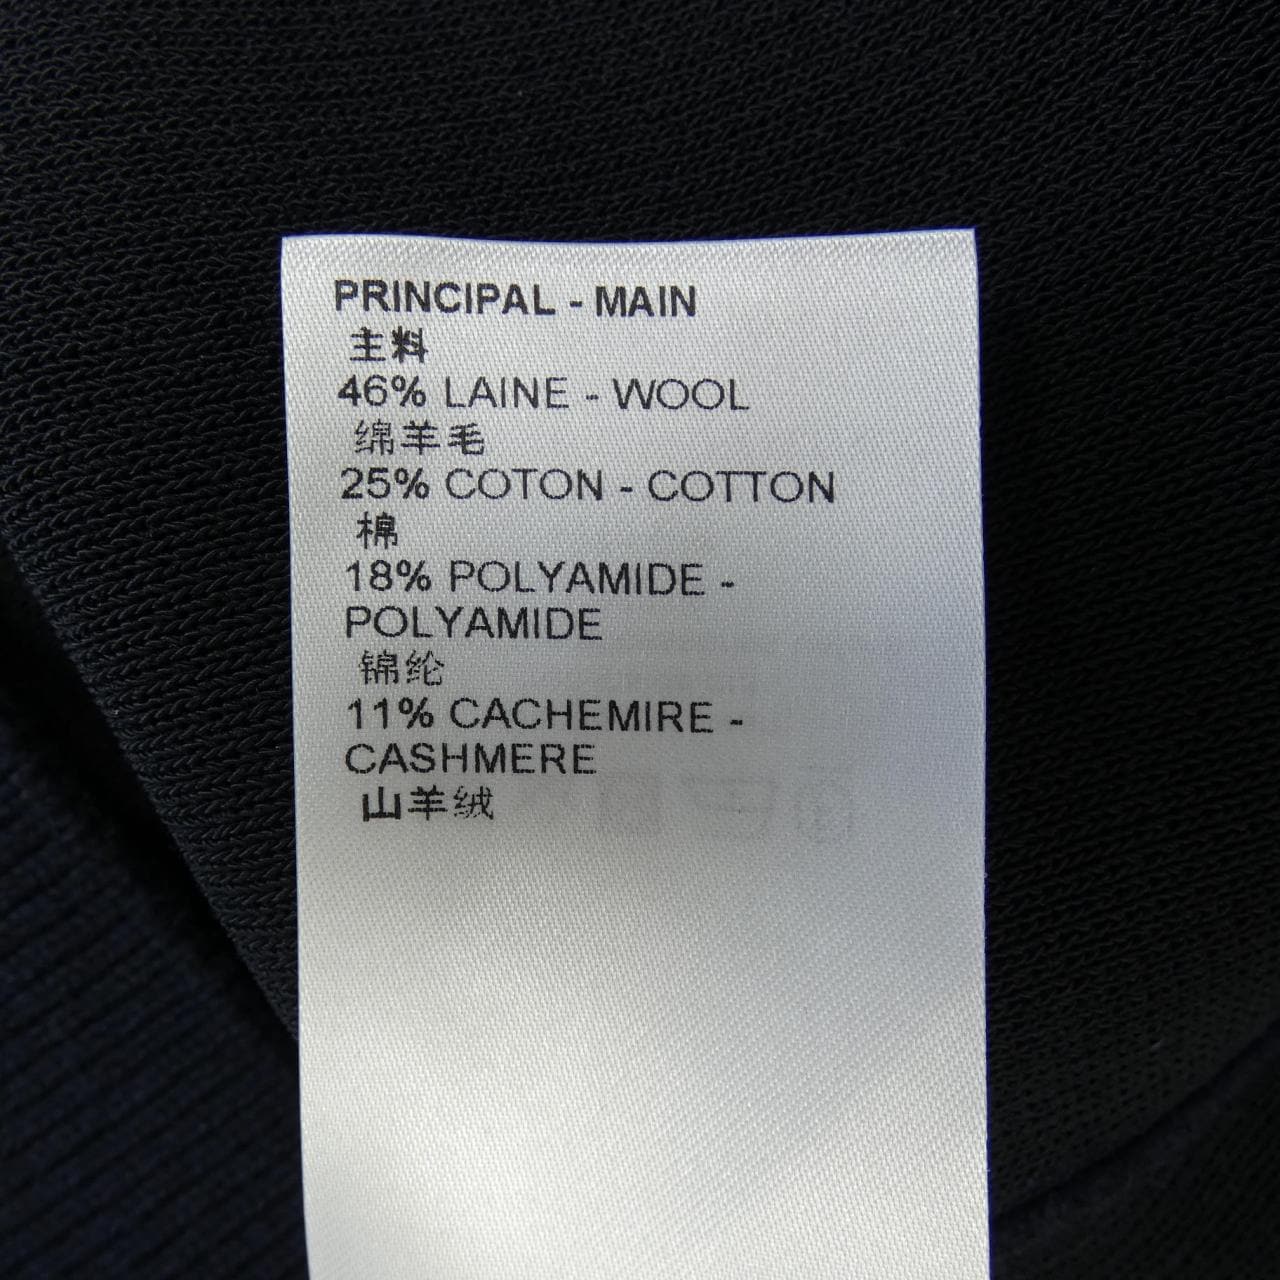 PRINCIPAL - MAIN
主料
46% LAINE - WOOL
绵羊毛
25% COTON - COTTON
棉
18% POLYAMIDE -
POLYAMIDE
锦纶
11% CACHEMIRE -
CASHMERE
山羊绒